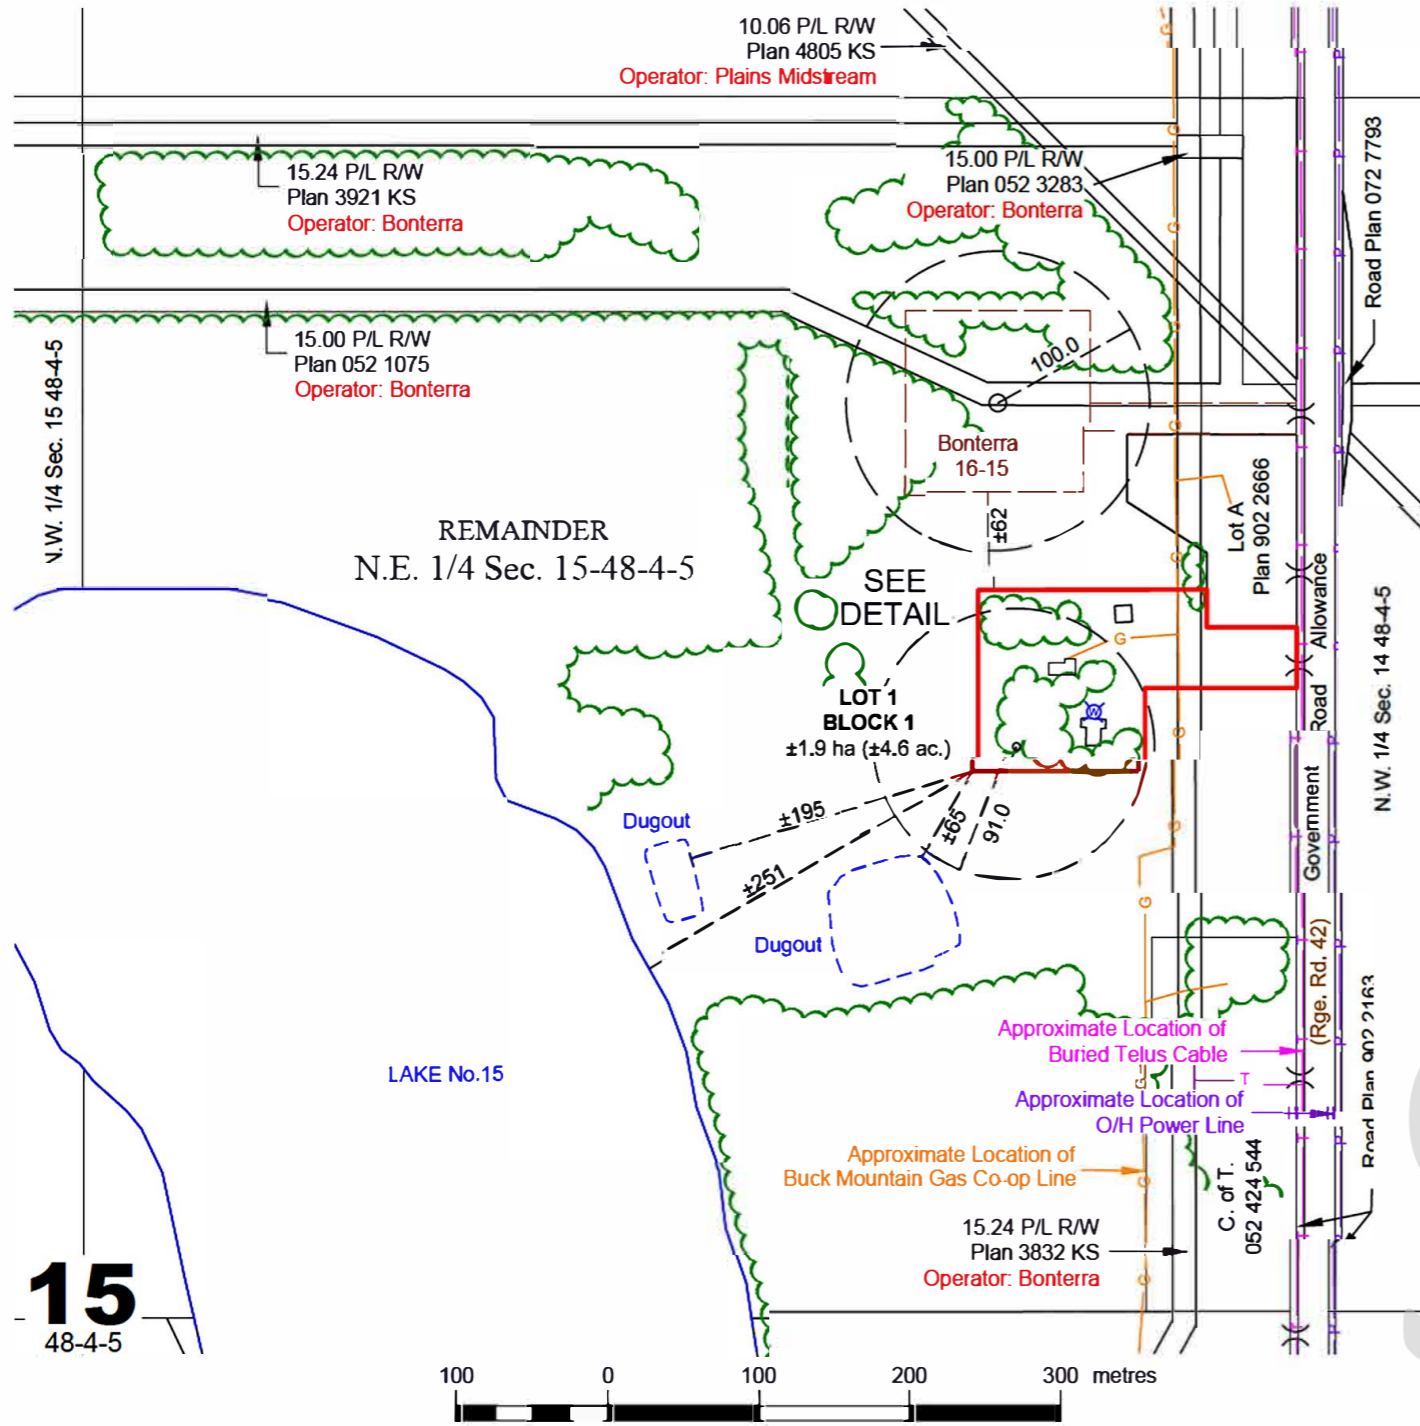 10.06 P/L R/W
Plan 4805 KS
Operator: Plains Midstream
15.24 P/L R/W
Plan 3921 KS
Operator: Bonterra
15.00 P/L R/W
Plan 052 3283
Operator: Bonterra
Road Plan 072 7793
15.00 P/L R/W
Plan 052 1075
Operator: Bonterra
N.W. 1/4 Sec. 15 48-4-5
100.0
Bonterra
16-15
±62
Lot A
Plan 902 2666
REMAINDER
N.E. 1/4 Sec. 15-48-4-5
SEE
DETAIL
LOT 1
BLOCK 1
±1.9 ha (±4.6 ac.)
G
W
Government Road Allowance
(Rge. Rd. 42)
N.W. 1/4 Sec. 14 48-4-5
±195
±251
±65
91.0
Dugout
Dugout
LAKE No.15
Approximate Location of
Buried Telus Cable
T
Approximate Location of
O/H Power Line
Approximate Location of
Buck Mountain Gas Co-op Line
C. of T.
052 424 544
Road Plan 902 2163
15.24 P/L R/W
Plan 3832 KS
Operator: Bonterra
15
48-4-5
100 0 100 200 300 metres